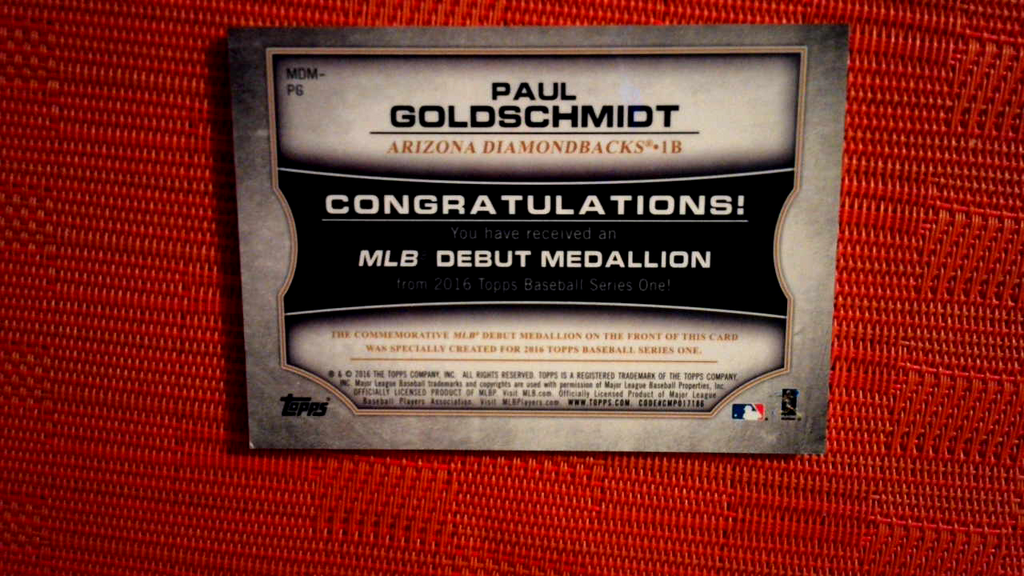 MDM-
PG
PAUL
GOLDSCHMIDT
ARIZONA DIAMONDBACKS®•1B
CONGRATULATIONS!
You have received an
MLB DEBUT MEDALLION
from 2016 Topps Baseball Series One!
THE COMMEMORATIVE MLB® DEBUT MEDALLION ON THE FRONT OF THIS CARD
WAS SPECIALLY CREATED FOR 2016 TOPPS BASEBALL SERIES ONE.
® & © 2016 THE TOPPS COMPANY, INC. ALL RIGHTS RESERVED. TOPPS IS A REGISTERED TRADEMARK OF THE TOPPS COMPANY,
INC. Major League Baseball trademarks and copyrights are used with permission of Major League Baseball Properties, Inc.
OFFICIALLY LICENSED PRODUCT OF MLBP. Visit MLB.com. Officially Licensed Product of Major League
Baseball Players Association. Visit MLBPlayers.com. WWW.TOPPS.COM. CODE#CMP017186
TOPPS